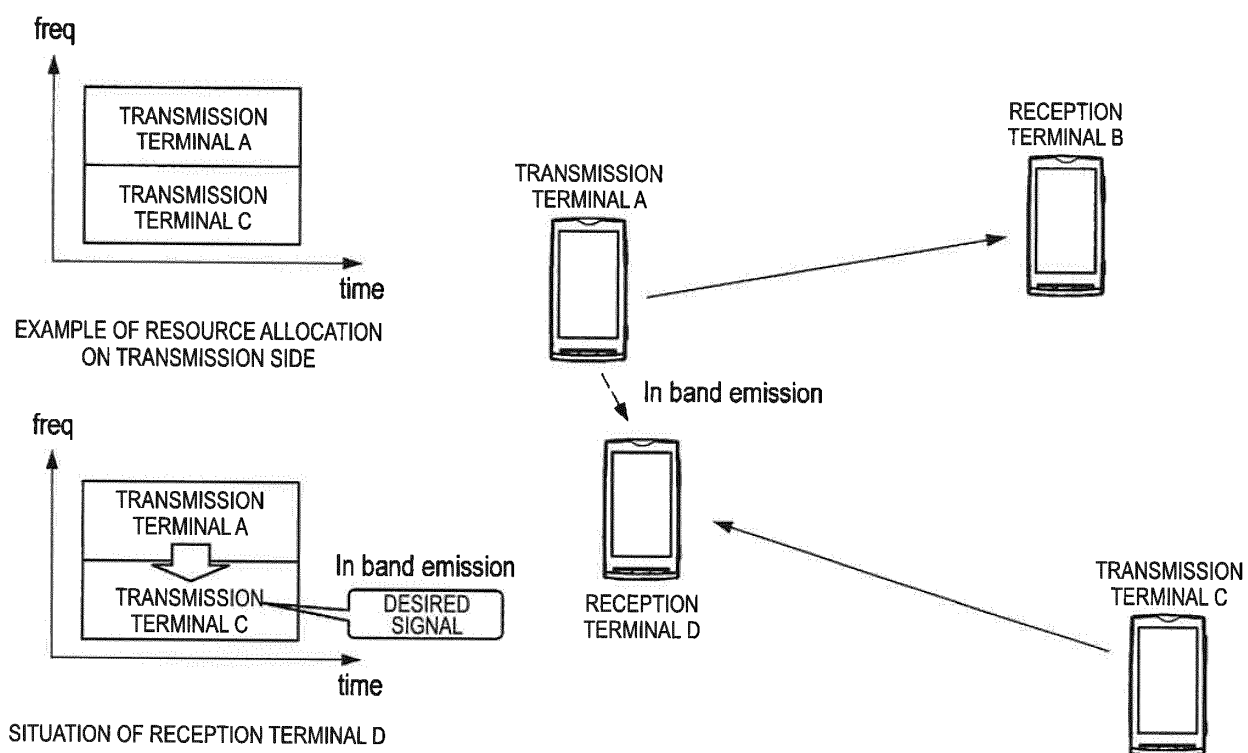 freq
TRANSMISSION
TERMINAL A
TRANSMISSION
TERMINAL C
time
EXAMPLE OF RESOURCE ALLOCATION
ON TRANSMISSION SIDE
TRANSMISSION
TERMINAL A
RECEPTION
TERMINAL B
In band emission
freq
TRANSMISSION
TERMINAL A
TRANSMISSION
TERMINAL C
In band emission
DESIRED
SIGNAL
time
SITUATION OF RECEPTION TERMINAL D
RECEPTION
TERMINAL D
TRANSMISSION
TERMINAL C